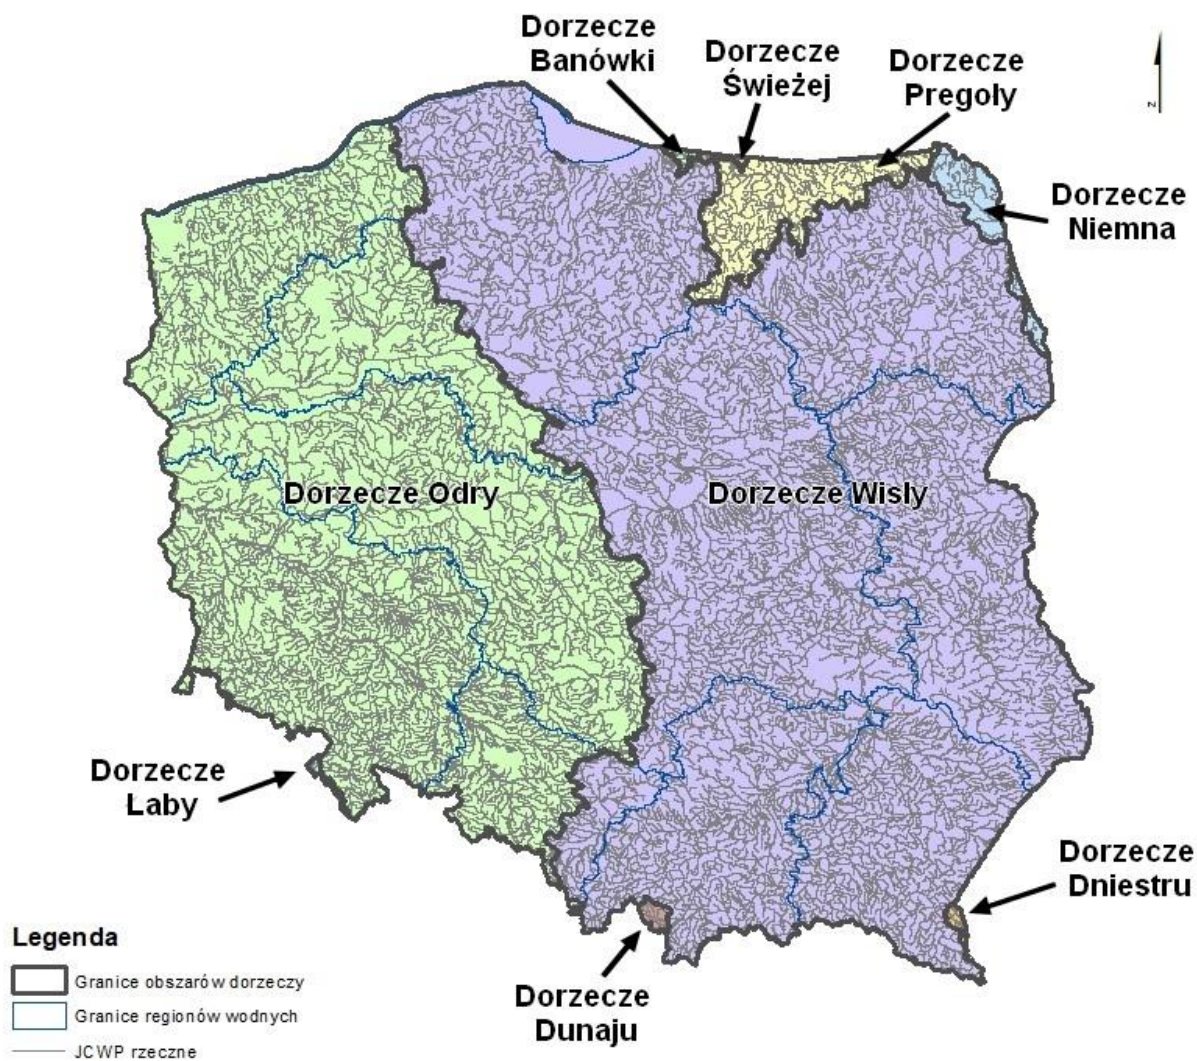 Dorzecze
Banówki
Dorzecze
Świeżej
Dorzecze
Pregoły
N
Dorzecze
Niemna
Dorzecze Odry
Dorzecze Wisły
Dorzecze
Łaby
Dorzecze
Dniestru
Dorzecze
Dunaju
Legenda
Granice obszarów dorzeczy
Granice regionów wodnych
JCWP rzeczne